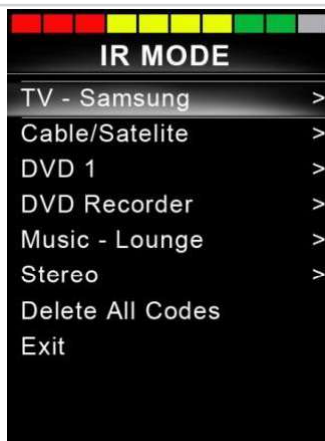 IR MODE
TV - Samsung >
Cable/Satelite >
DVD 1 >
DVD Recorder >
Music - Lounge >
Stereo >
Delete All Codes
Exit